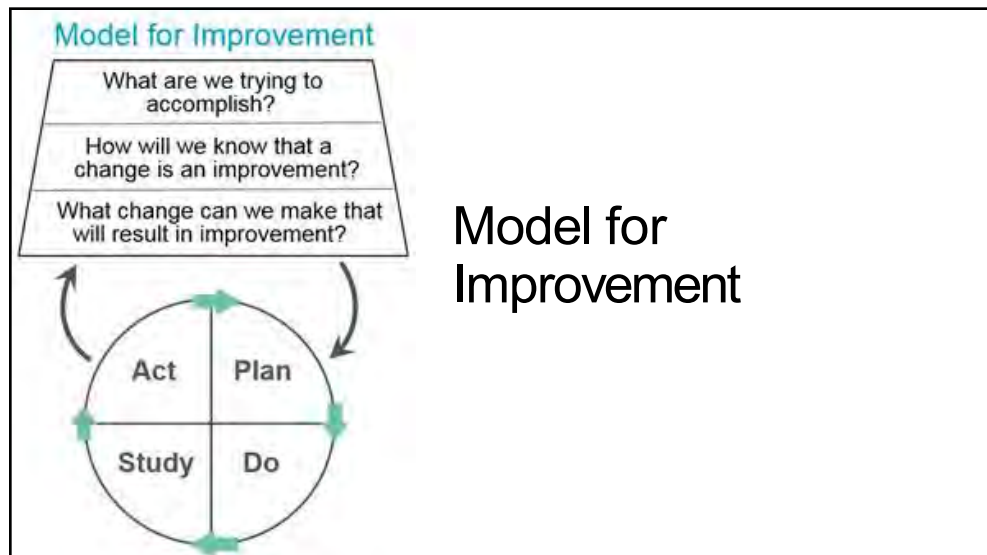 Model for Improvement
What are we trying to
accomplish?
How will we know that a
change is an improvement?
What change can we make that
will result in improvement?
Act
Plan
Study
Do
Model for
Improvement